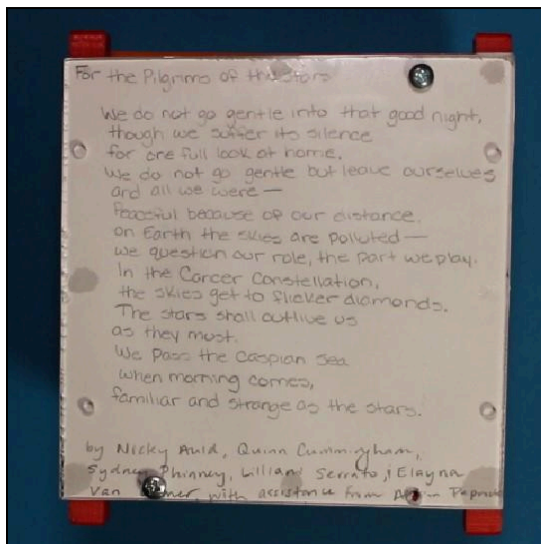 For the Pilgrims of the Stars
We do not go gentle into that good night,
though we suffer its silence
for one full look at home.
We do not go gentle but leave ourselves
and all we were—
Peaceful because of our distance.
on Earth the skies are polluted—
we question our role, the part we play.
In the Cancer Constellation,
the skies get to flicker diamonds.
The stars shall outlive us
as they must.
We pass the Caspian Sea
when morning comes,
familiar and strange as the stars.
by Nicky Auld, Quinn Cunningham,
Sydney Phinney, Lilliana Serrato, Elayna
Van with assistance from